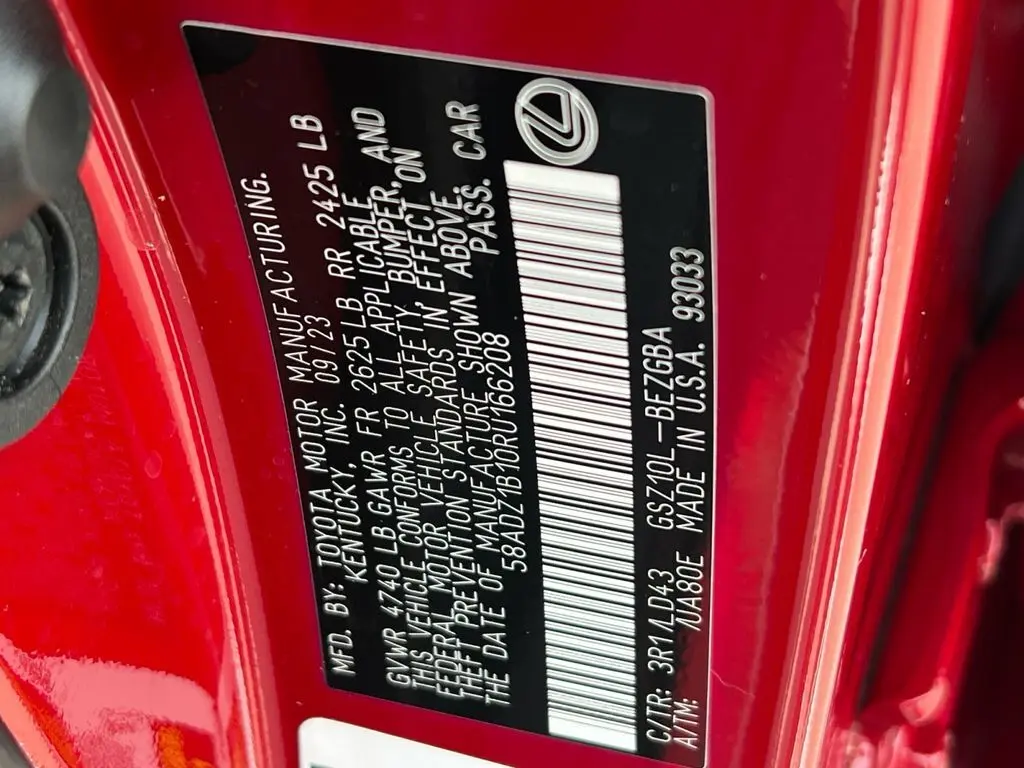 MFD. BY: TOYOTA MOTOR MANUFACTURING.
KENTUCKY, INC. 09/23
GVWR 4740 LB GAWR FR 2625 LB RR 2425 LB
THIS VEHICLE CONFORMS TO ALL APPLICABLE
FEDERAL MOTOR VEHICLE SAFETY, BUMPER, AND
THEFT PREVENTION STANDARDS IN EFFECT ON
THE DATE OF MANUFACTURE SHOWN ABOVE.
58ADZ1B10RU166208 PASS. CAR
C/TR: 3R1/LD43 GSZ10L-BEZGBA
A/TM: UA80E MADE IN U.S.A. 93033